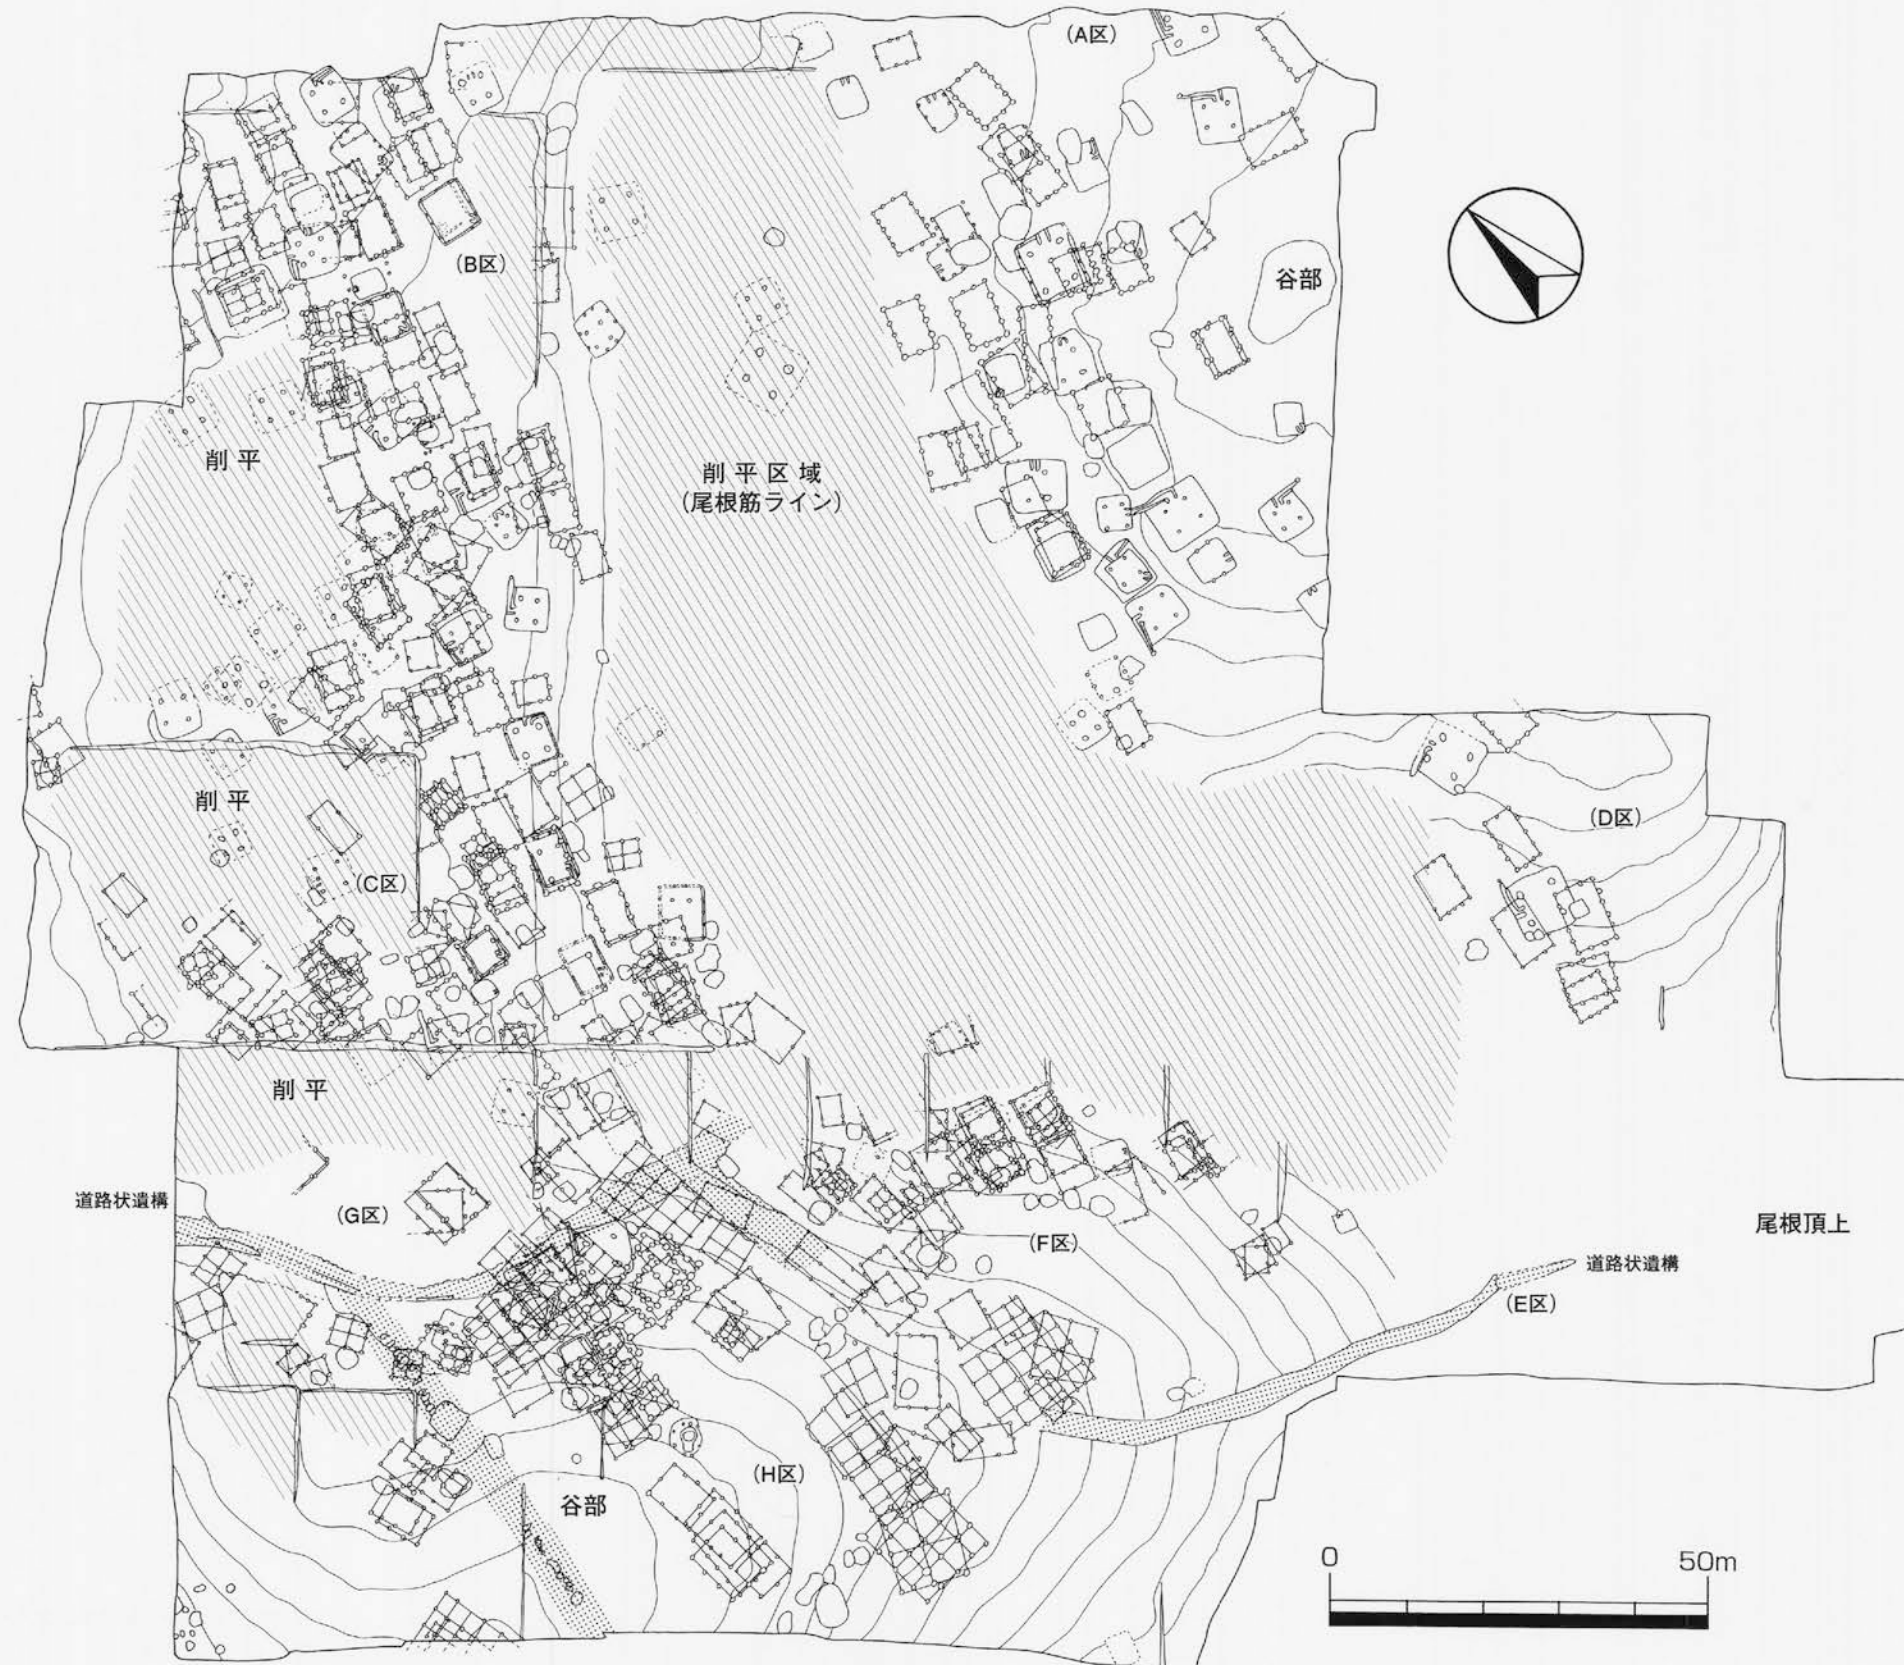 (A区)
(B区)
谷部
削平
削平区域
(尾根筋ライン)
削平
(D区)
(C区)
削平
道路状遺構
(G区)
(F区)
尾根頂上
道路状遺構
(E区)
(H区)
谷部
0 50m